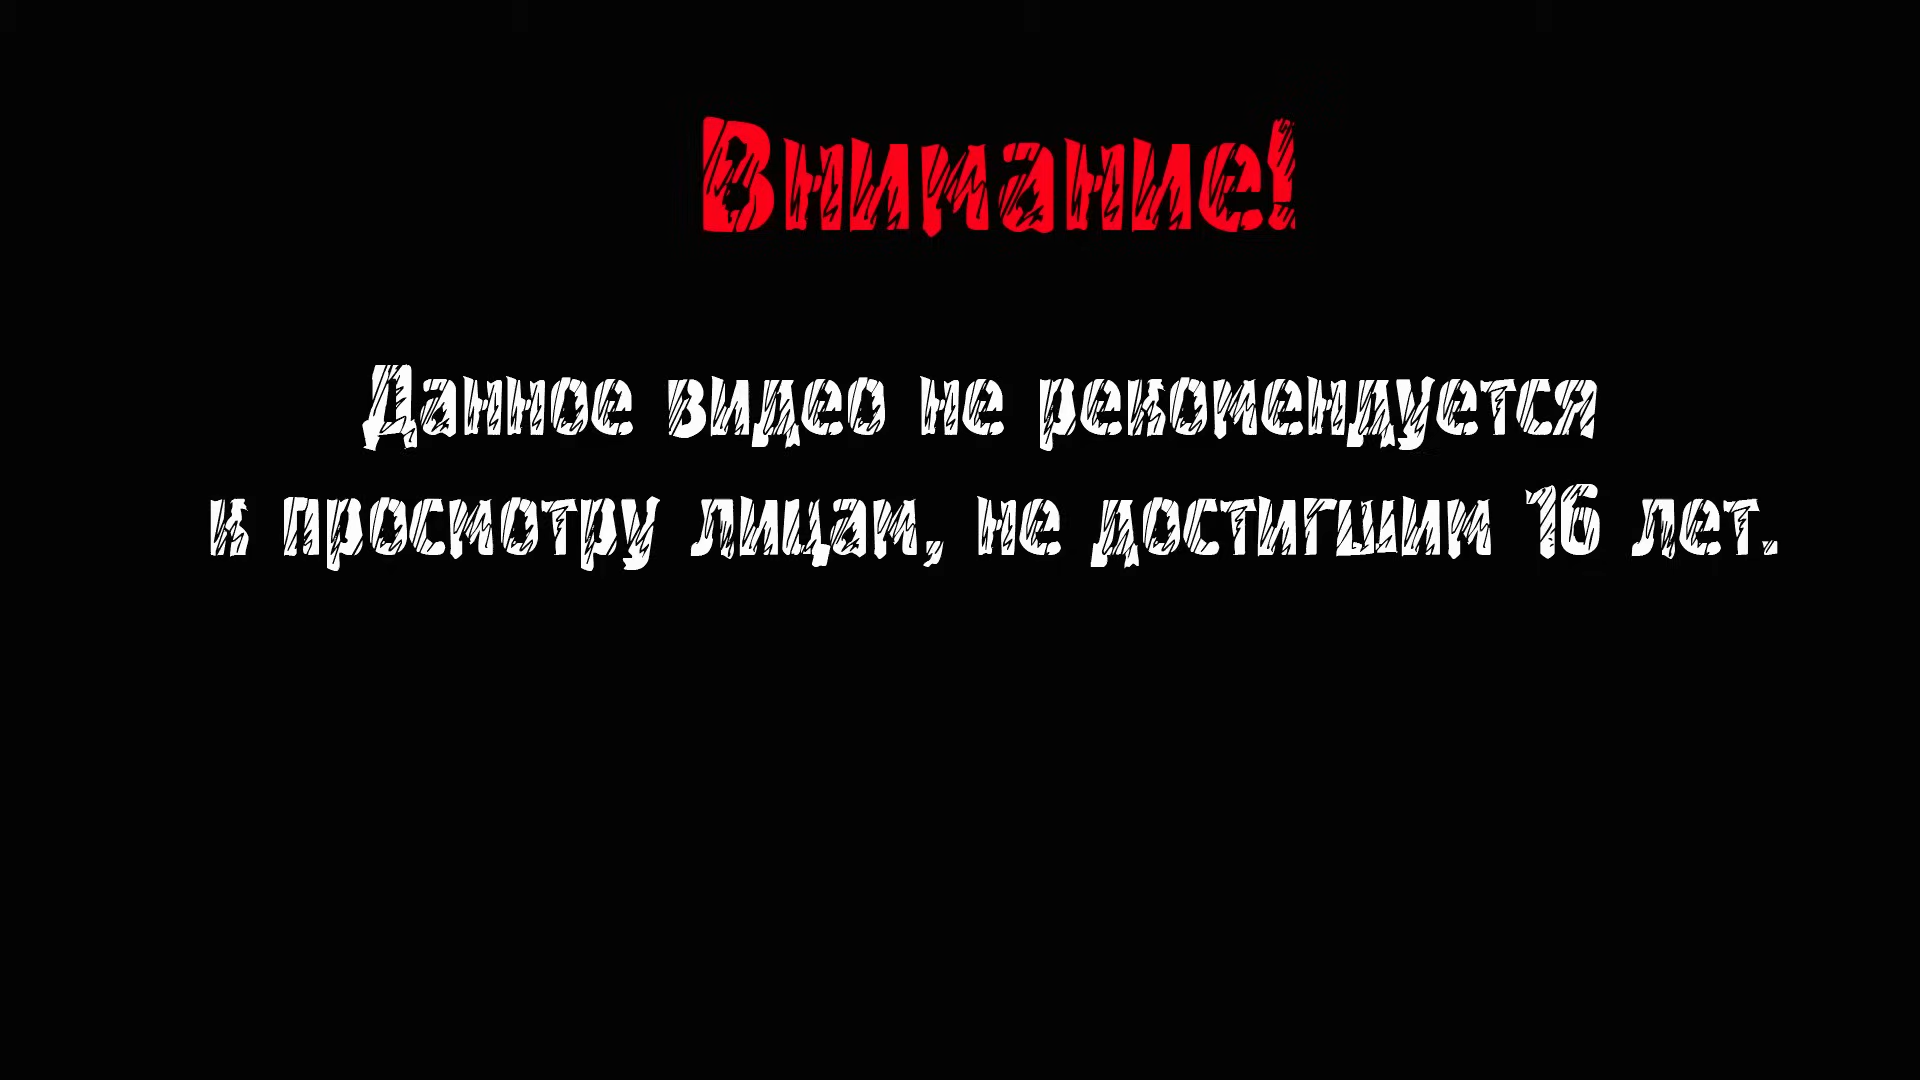 Внимание!
Данное видео не рекомендуется
к просмотру лицам, не достигшим 16 лет.